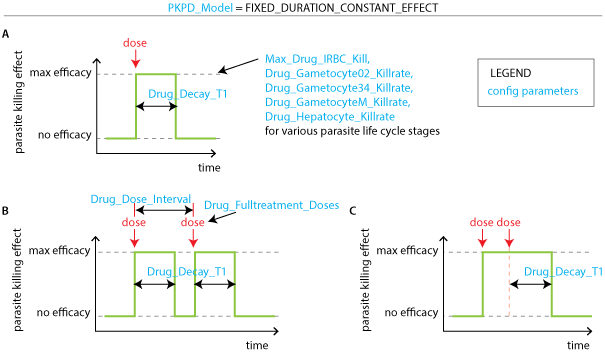 PKPD_Model = FIXED_DURATION_CONSTANT_EFFECT
A
dose
parasite killing effect
max efficacy
Drug_Decay_T1
no efficacy
time
Max_Drug_IRBC_Kill,
Drug_Gametocyte02_Killrate,
Drug_Gametocyte34_Killrate,
Drug_GametocyteM_Killrate,
Drug_Hepatocyte_Killrate
for various parasite life cycle stages
LEGEND
config parameters
B
Drug_Dose_Interval
Drug_Fulltreatment_Doses
dose
dose
parasite killing effect
max efficacy
Drug_Decay_T1
no efficacy
time
C
dose dose
parasite killing effect
max efficacy
Drug_Decay_T1
no efficacy
time